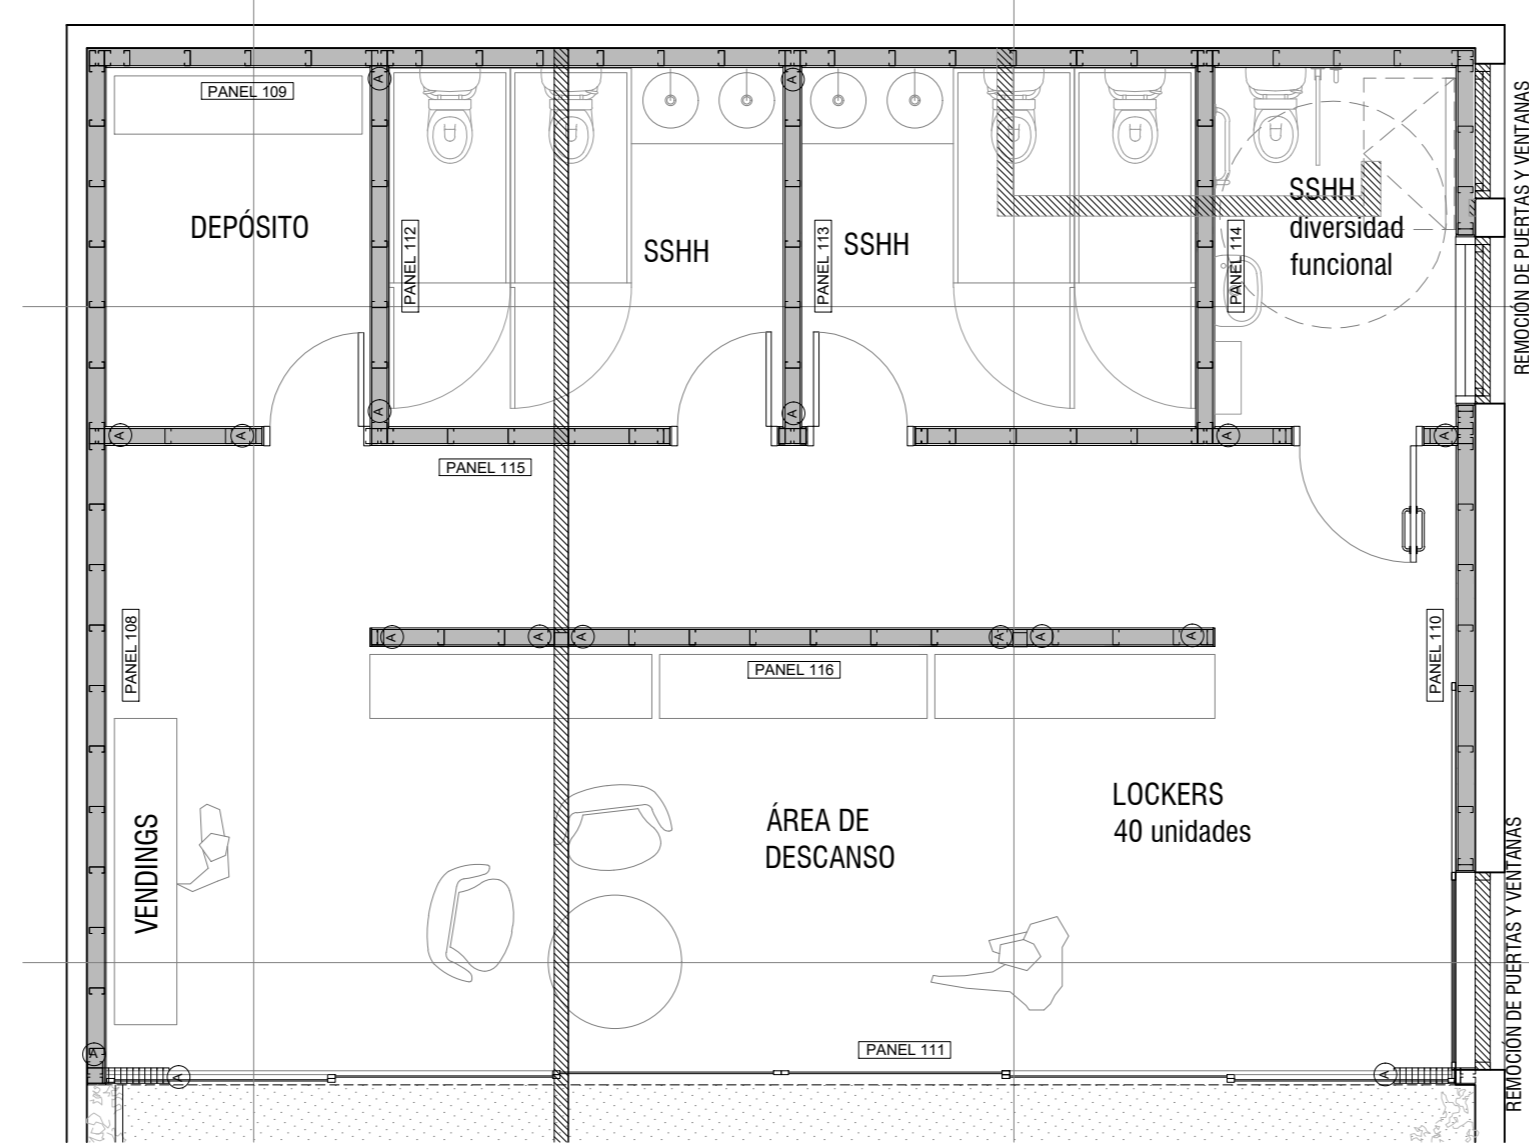 PANEL 109
DEPÓSITO
PANEL 112
SSHH
PANEL 113
SSHH
PANEL 114
SSHH
diversidad
funcional
REMOCIÓN DE PUERTAS Y VENTANAS
A
A
A
A
A
A
A
A
PANEL 115
A
A
A
A
A
A
PANEL 108
PANEL 116
PANEL 110
VENDINGS
ÁREA DE
DESCANSO
LOCKERS
40 unidades
REMOCIÓN DE PUERTAS Y VENTANAS
PANEL 111
A
A
A